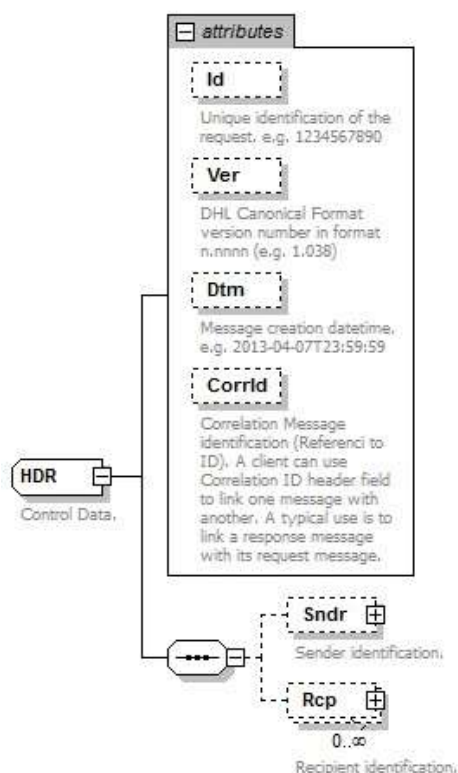 attributes
Id
Unique identification of the
request. e.g. 1234567890
Ver
DHL Canonical Format
version number in format
n.nnnn (e.g. 1.038)
Dtm
Message creation datetime.
e.g. 2013-04-07T23:59:59
CorrId
Correlation Message
identification (Referenci to
ID). A client can use
Correlation ID header field
to link one message with
another. A typical use is to
link a response message
with its request message.
HDR
Control Data.
Sndr
Sender identification.
Rcp
0..∞
Recipient identification.